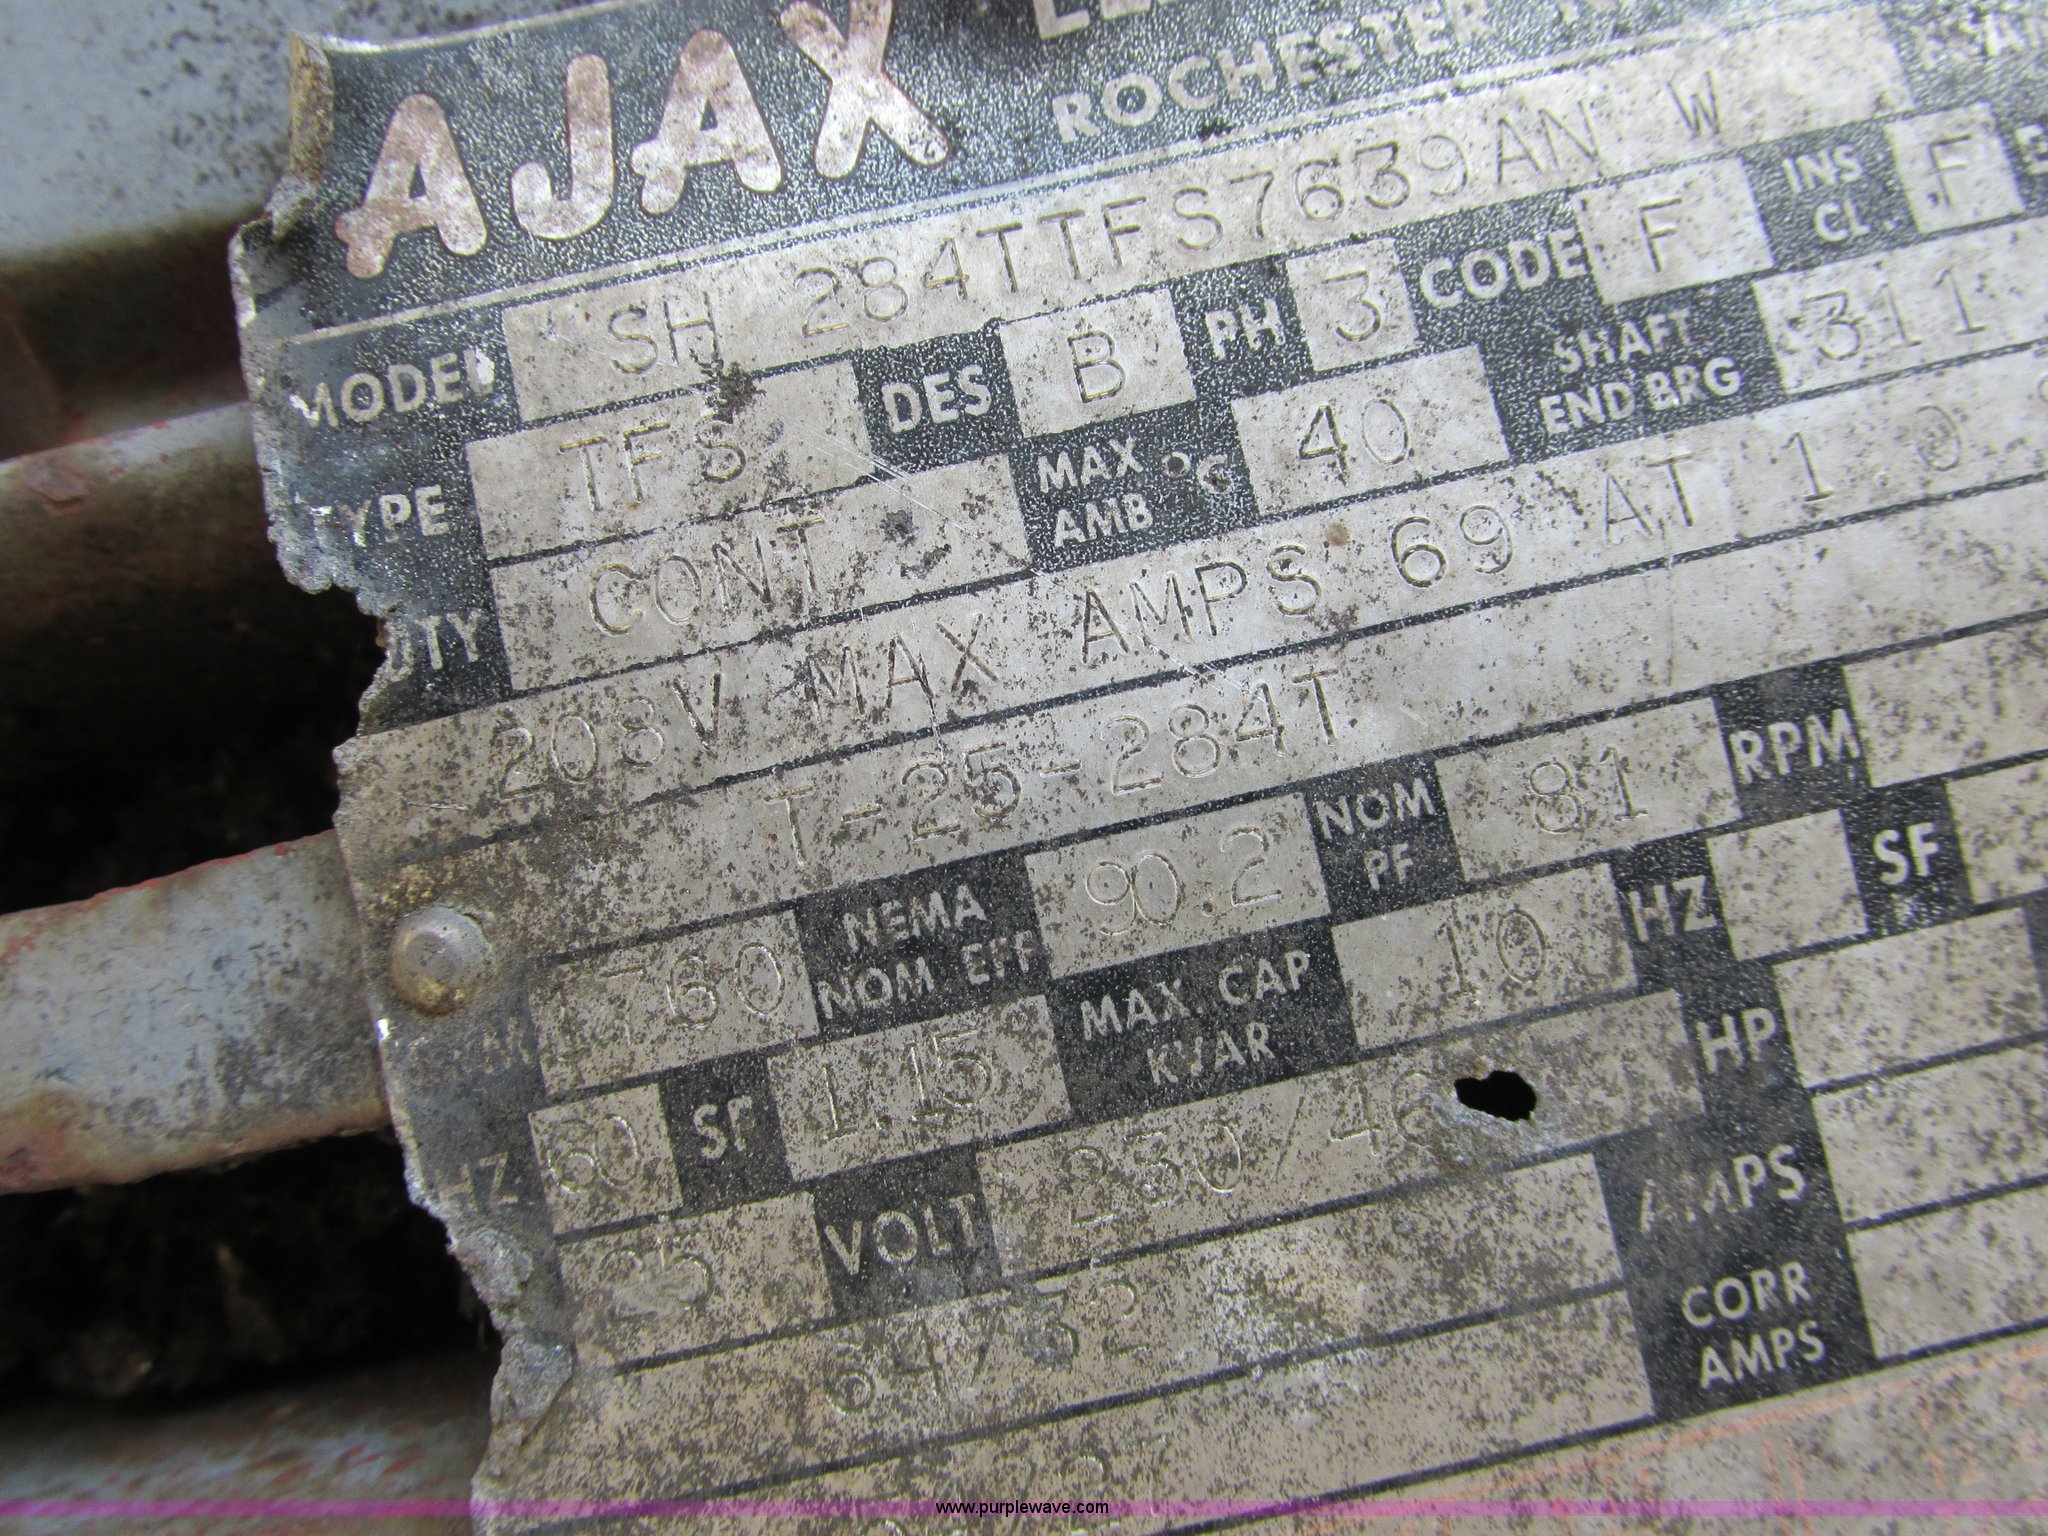 AJAX
ROCHESTER
MODEL SH 284TTFS7639AN W
TYPE TFS DES B PH 3 CODE F INS CL. F
DUTY CONT MAX AMB °C 40 SHAFT END BRG 311
208V MAX AMPS 69 AT 1.0
T-25-284T
1760 NEMA NOM EFF 90.2 NOM PF 81 RPM
HZ 60 SF 1.15 MAX. CAP KVAR 10 HZ SF
25 VOLT 230/46 HP
64/32 AMPS
CORR AMPS
www.purplewave.com